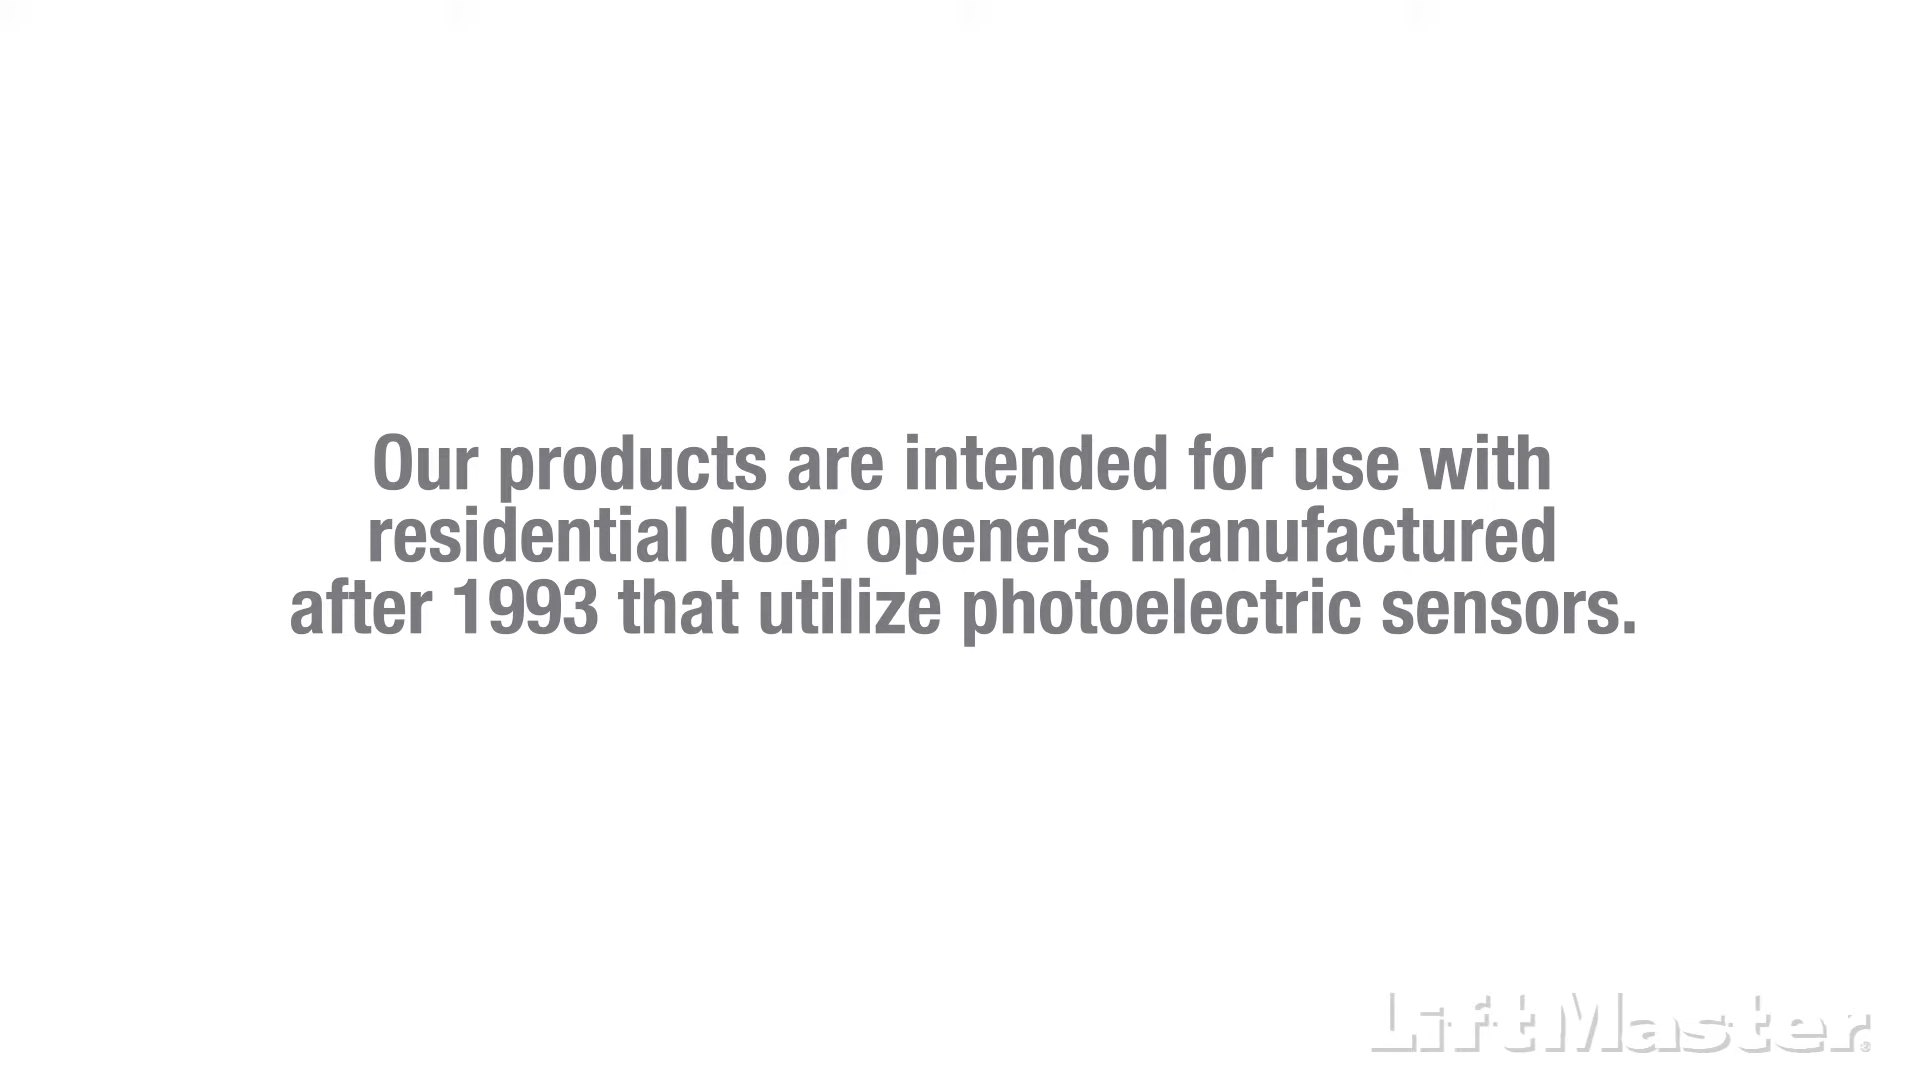 Our products are intended for use with
residential door openers manufactured
after 1993 that utilize photoelectric sensors.
LiftMaster®